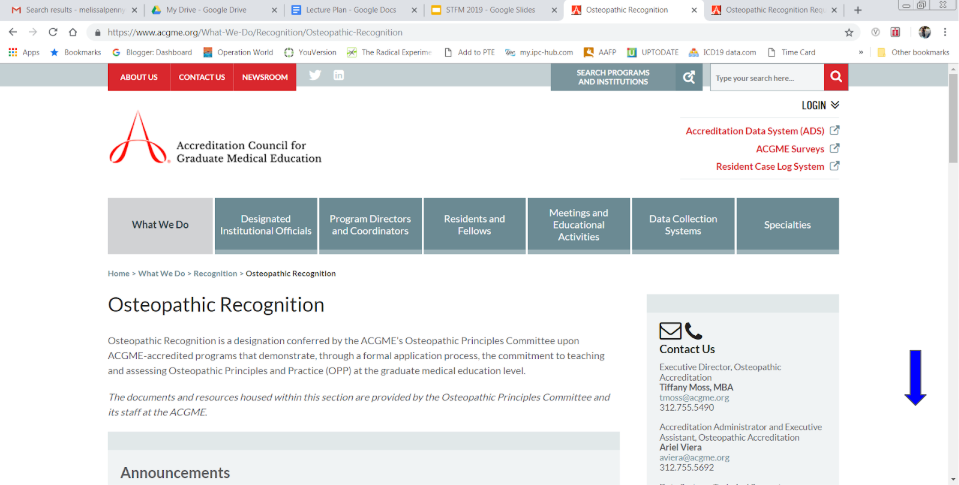 Search results - melissalpenny
My Drive - Google Drive
Lecture Plan - Google Docs
STFM 2019 - Google Slides
Osteopathic Recognition
Osteopathic Recognition Requ
https://www.acgme.org/What-We-Do/Recognition/Osteopathic-Recognition
Apps
Bookmarks
Blogger: Dashboard
Operation World
YouVersion
The Radical Experime
Add to PTE
my.ipc-hub.com
AAFP
UPTODATE
ICD19 data.com
Time Card
»
Other bookmarks
ABOUT US
CONTACT US
NEWSROOM
SEARCH PROGRAMS
AND INSTITUTIONS
Type your search here...
LOGIN
Accreditation Council for
Graduate Medical Education
Accreditation Data System (ADS)
ACGME Surveys
Resident Case Log System
What We Do
Designated
Institutional Officials
Program Directors
and Coordinators
Residents and
Fellows
Meetings and
Educational
Activities
Data Collection
Systems
Specialties
Home > What We Do > Recognition > Osteopathic Recognition
Osteopathic Recognition
Osteopathic Recognition is a designation conferred by the ACGME's Osteopathic Principles Committee upon
ACGME-accredited programs that demonstrate, through a formal application process, the commitment to teaching
and assessing Osteopathic Principles and Practice (OPP) at the graduate medical education level.
The documents and resources housed within this section are provided by the Osteopathic Principles Committee and
its staff at the ACGME.
Announcements
Contact Us
Executive Director, Osteopathic
Accreditation
Tiffany Moss, MBA
tmoss@acgme.org
312.755.5490
Accreditation Administrator and Executive
Assistant, Osteopathic Accreditation
Ariel Viera
aviera@acgme.org
312.755.5692